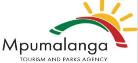 Mpumalanga
TOURISM AND PARKS AGENCY